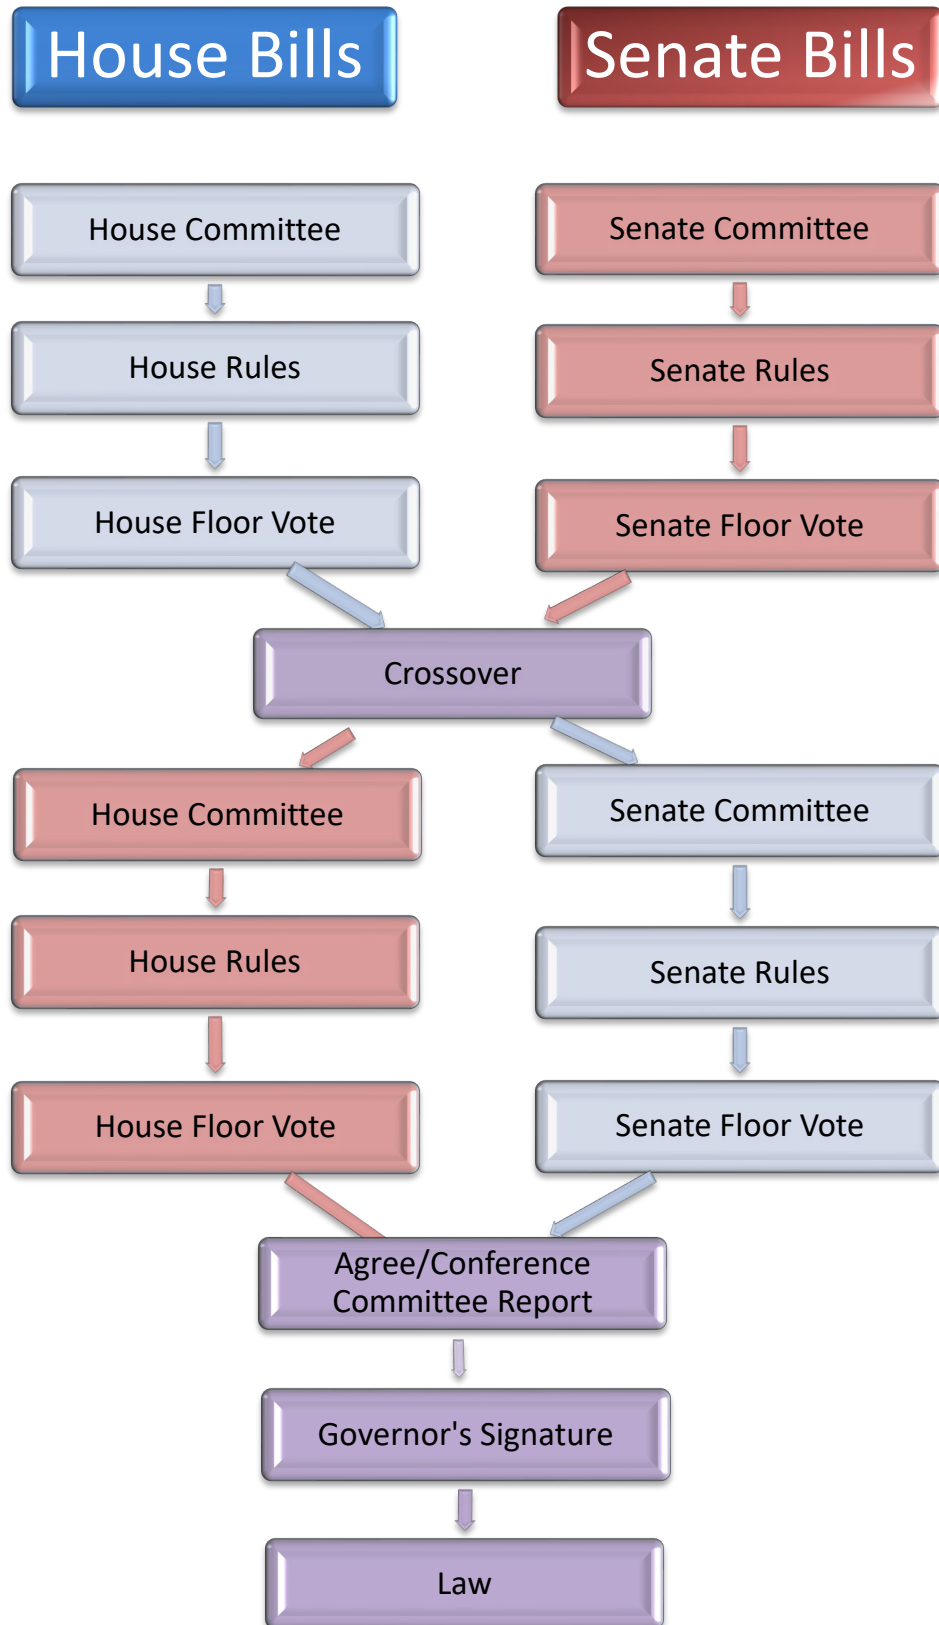 House Bills
Senate Bills
House Committee
Senate Committee
House Rules
Senate Rules
House Floor Vote
Senate Floor Vote
Crossover
House Committee
Senate Committee
House Rules
Senate Rules
House Floor Vote
Senate Floor Vote
Agree/Conference
Committee Report
Governor's Signature
Law